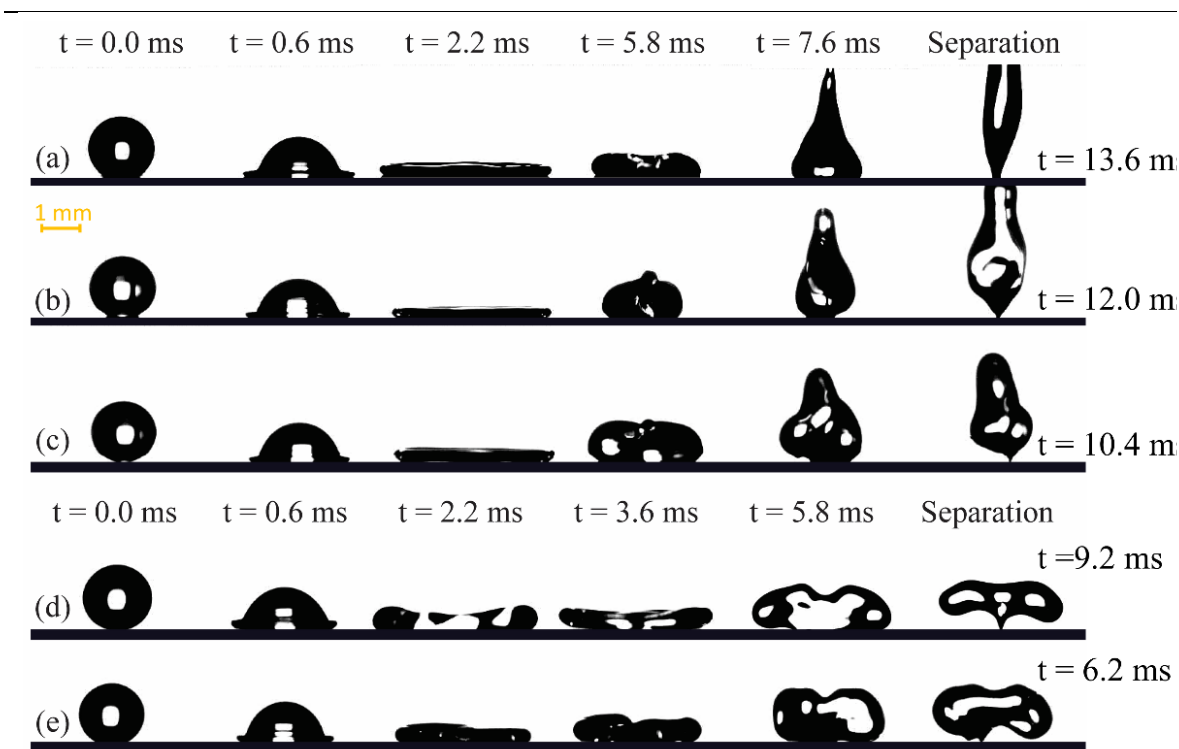 t = 0.0 ms t = 0.6 ms t = 2.2 ms t = 5.8 ms t = 7.6 ms Separation
(a) t = 13.6 ms
1 mm
(b) t = 12.0 ms
(c) t = 10.4 ms
t = 0.0 ms t = 0.6 ms t = 2.2 ms t = 3.6 ms t = 5.8 ms Separation
t =9.2 ms
(d)
t = 6.2 ms
(e)